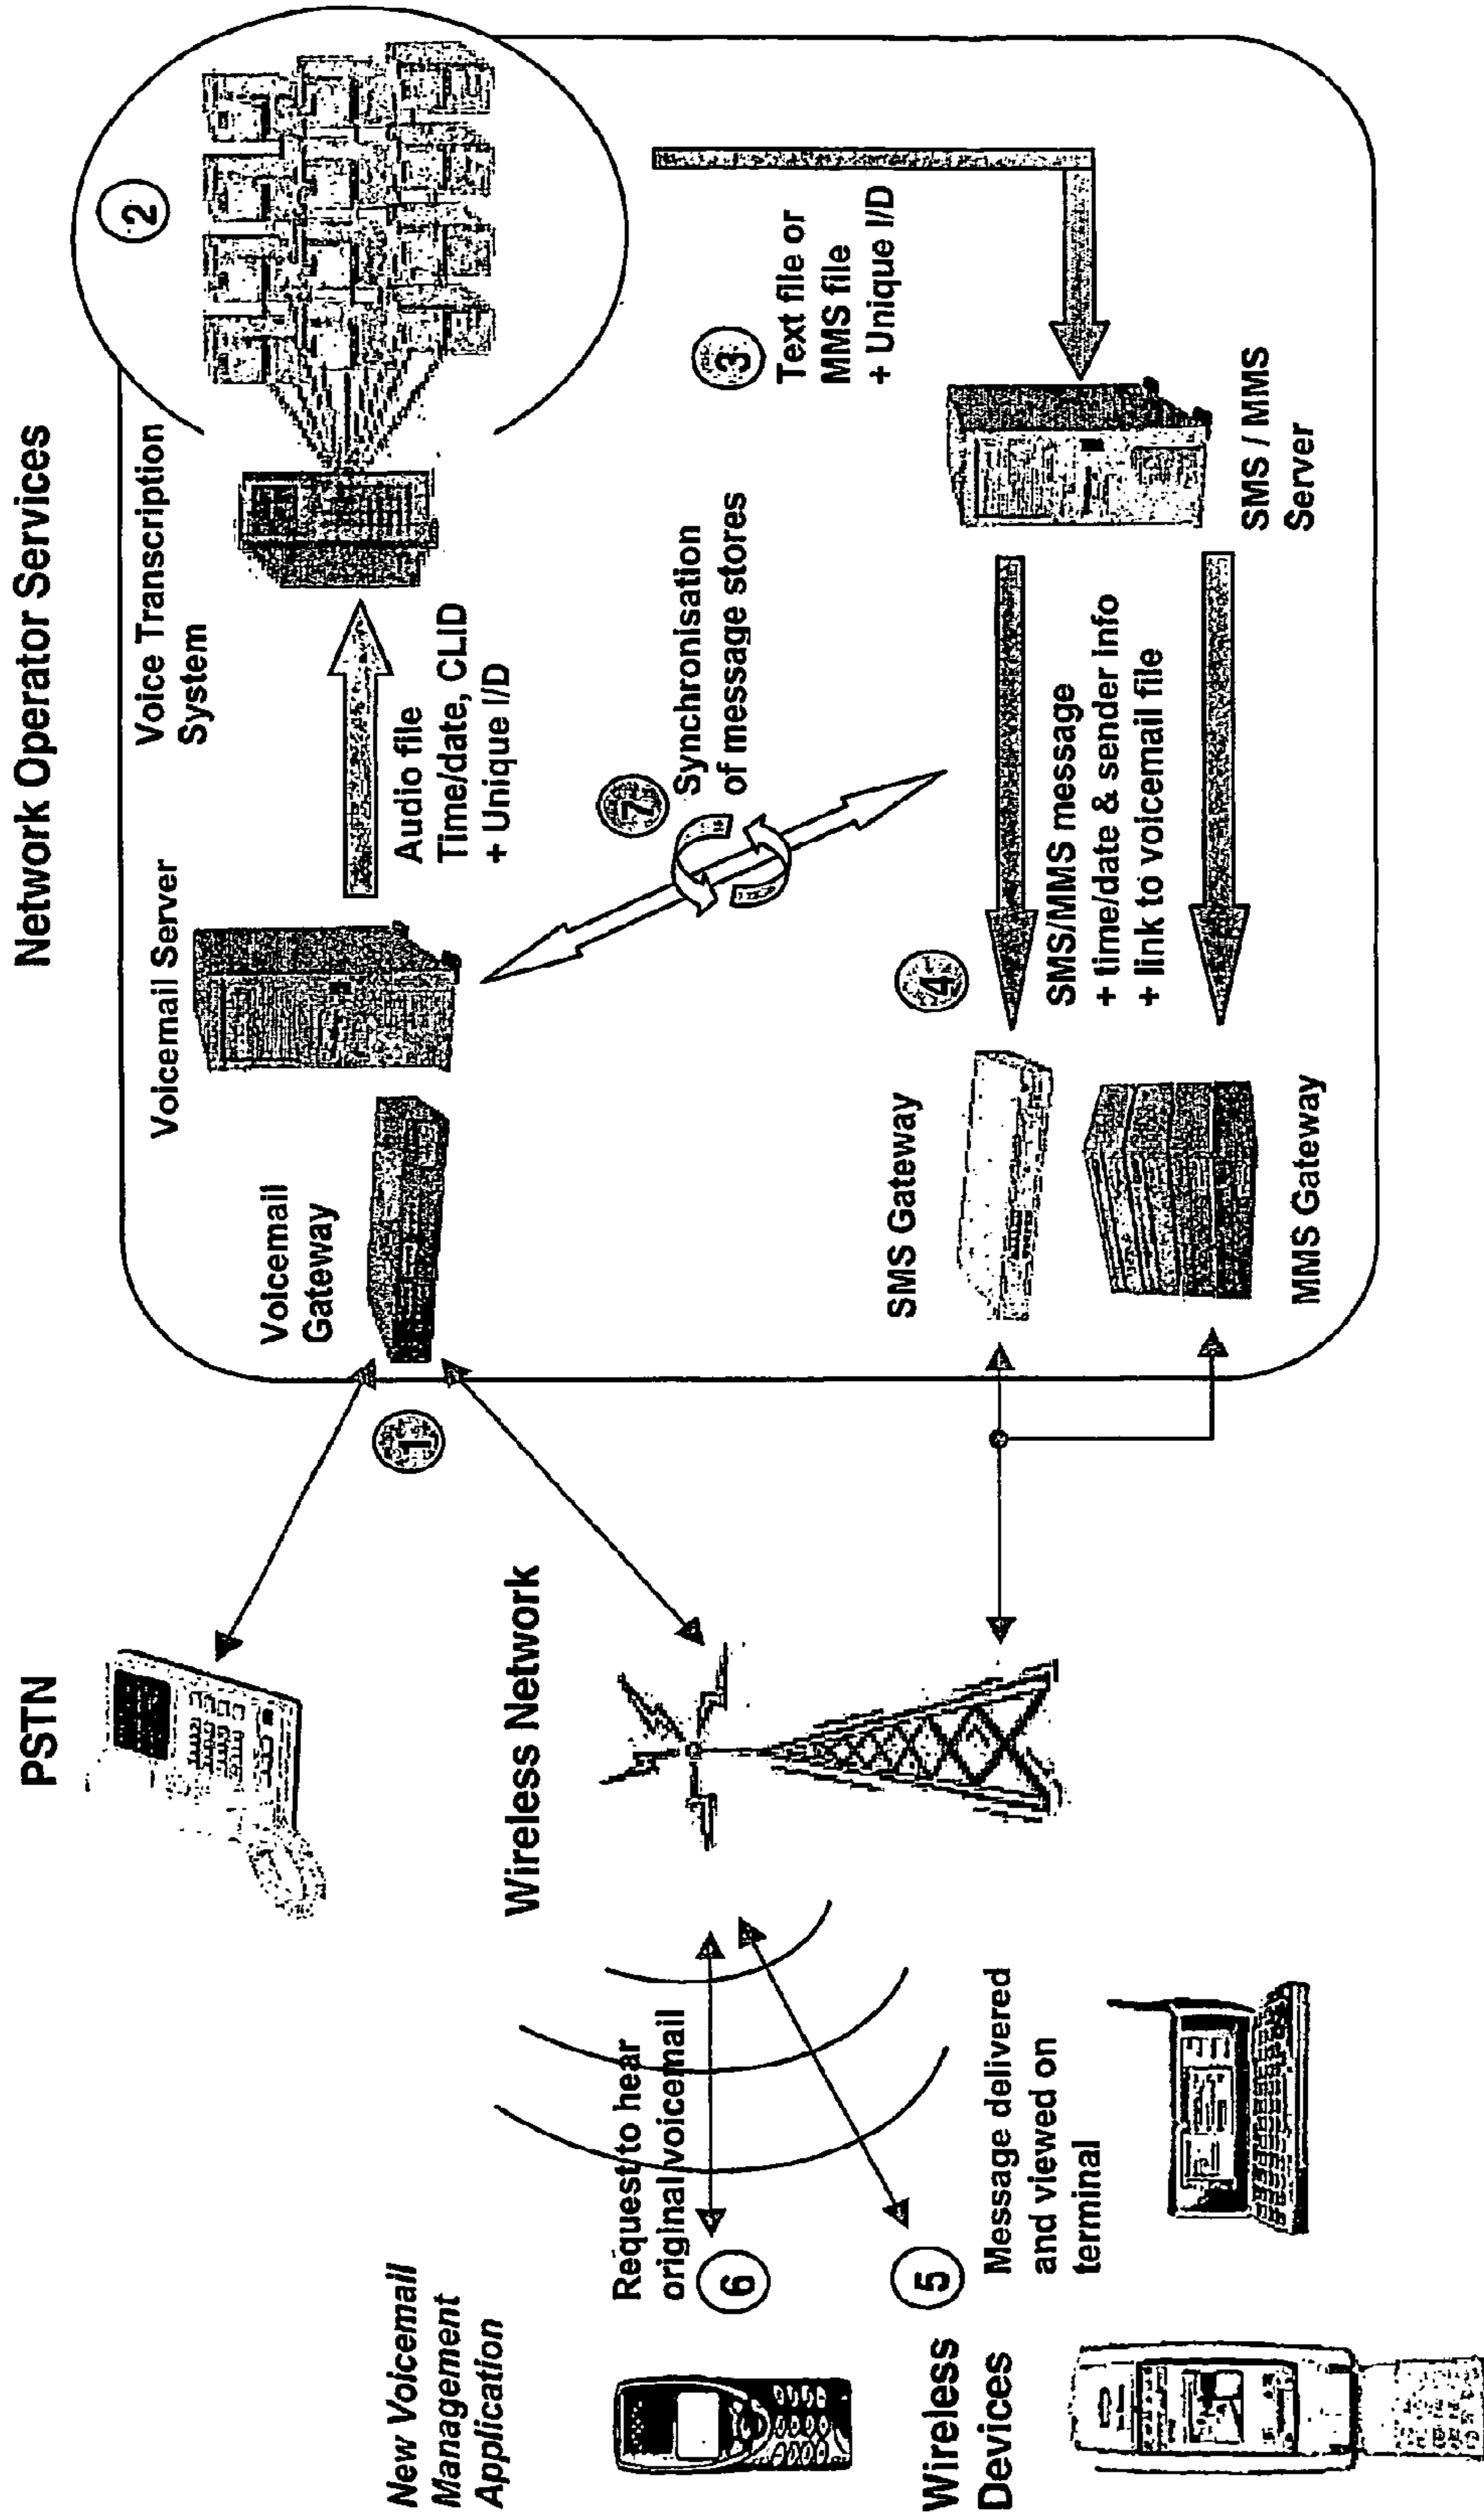 PSTN
Network Operator Services
Voicemail Server
Voice Transcription
System
2
Voicemail
Gateway
1
Audio file
Time/date, CLID
+ Unique I/D
New Voicemail
Management
Application
Wireless Network
Request to hear
original voicemail
6
7
Synchronisation
of message stores
3
Text file or
MMS file
+ Unique I/D
Wireless
Devices
5
Message delivered
and viewed on
terminal
SMS Gateway
4
SMS/MMS message
+ time/date & sender info
+ link to voicemail file
MMS Gateway
SMS / MMS
Server